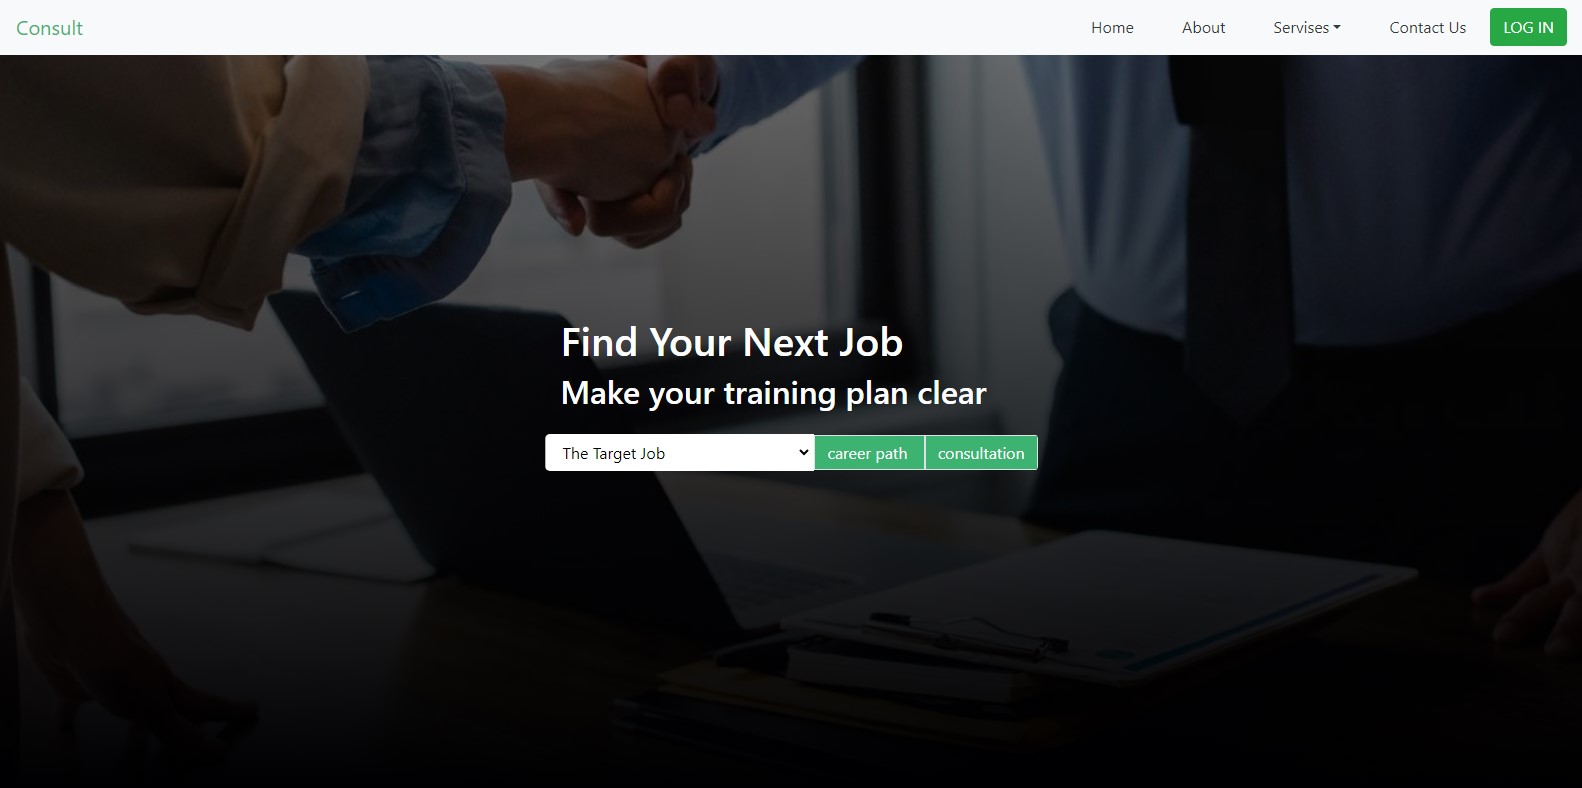 Consult
Home About Servises Contact Us LOG IN
Find Your Next Job
Make your training plan clear
The Target Job career path consultation